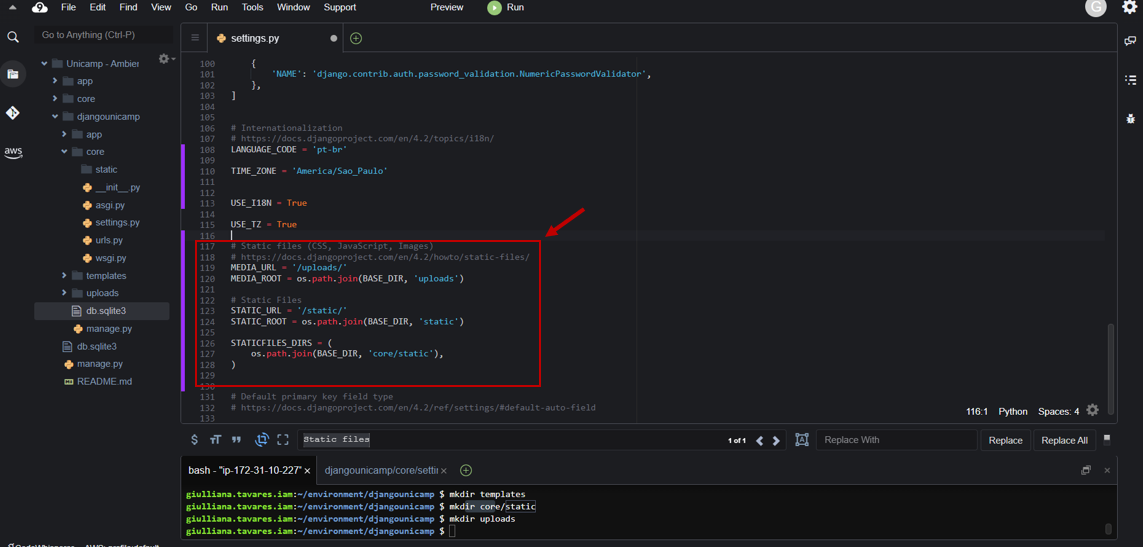 9 File Edit Find View Go Run Tools Window Support Preview Run G
Go to Anything (Ctrl-P)
settings.py
Unicamp - Ambier
app
core
djangounicamp
app
core
static
__init__.py
asgi.py
settings.py
urls.py
wsgi.py
templates
uploads
db.sqlite3
manage.py
db.sqlite3
manage.py
README.md
aws
100 {
101 'NAME': 'django.contrib.auth.password_validation.NumericPasswordValidator',
102 },
103 ]
104
105
106 # Internationalization
107 # https://docs.djangoproject.com/en/4.2/topics/i18n/
108 LANGUAGE_CODE = 'pt-br'
109
110 TIME_ZONE = 'America/Sao_Paulo'
111
112
113 USE_I18N = True
114
115 USE_TZ = True
116
117 # Static files (CSS, JavaScript, Images)
118 # https://docs.djangoproject.com/en/4.2/howto/static-files/
119 MEDIA_URL = '/uploads/'
120 MEDIA_ROOT = os.path.join(BASE_DIR, 'uploads')
121
122 # Static Files
123 STATIC_URL = '/static/'
124 STATIC_ROOT = os.path.join(BASE_DIR, 'static')
125
126 STATICFILES_DIRS = (
127 os.path.join(BASE_DIR, 'core/static'),
128 )
129
130
131 # Default primary key field type
132 # https://docs.djangoproject.com/en/4.2/ref/settings/#default-auto-field
133
116:1 Python Spaces: 4
Static files 1 of 1 Replace With Replace Replace All
bash - "ip-172-31-10-227" × djangounicamp/core/settin ×
giulliana.tavares.iam:~/environment/djangounicamp $ mkdir templates
giulliana.tavares.iam:~/environment/djangounicamp $ mkdir core/static
giulliana.tavares.iam:~/environment/djangounicamp $ mkdir uploads
giulliana.tavares.iam:~/environment/djangounicamp $
CodeWhisperer AWS: profile:default